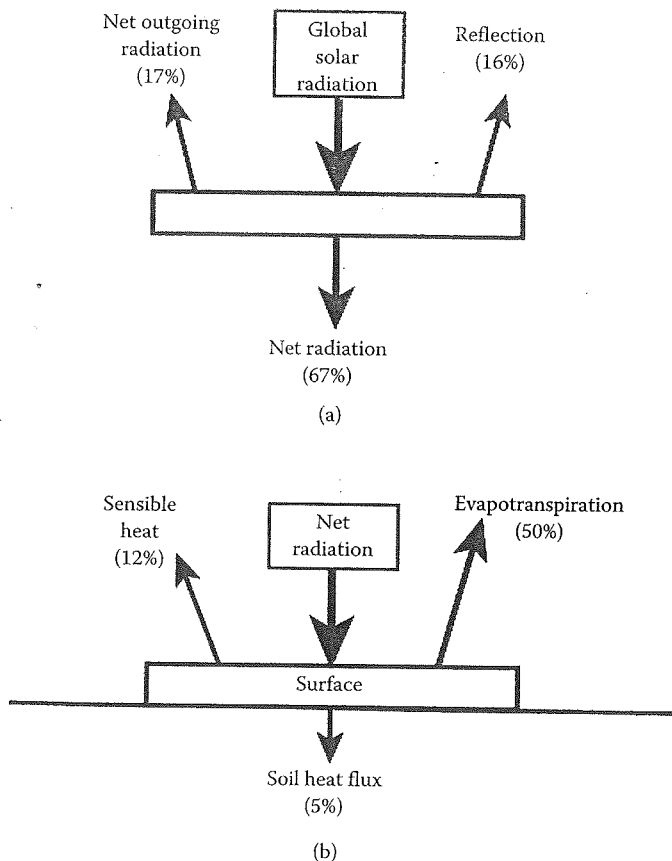 Net outgoing
radiation
(17%)
Global
solar
radiation
Reflection
(16%)
Net radiation
(67%)
(a)
Sensible
heat
(12%)
Net
radiation
Evapotranspiration
(50%)
Surface
Soil heat flux
(5%)
(b)